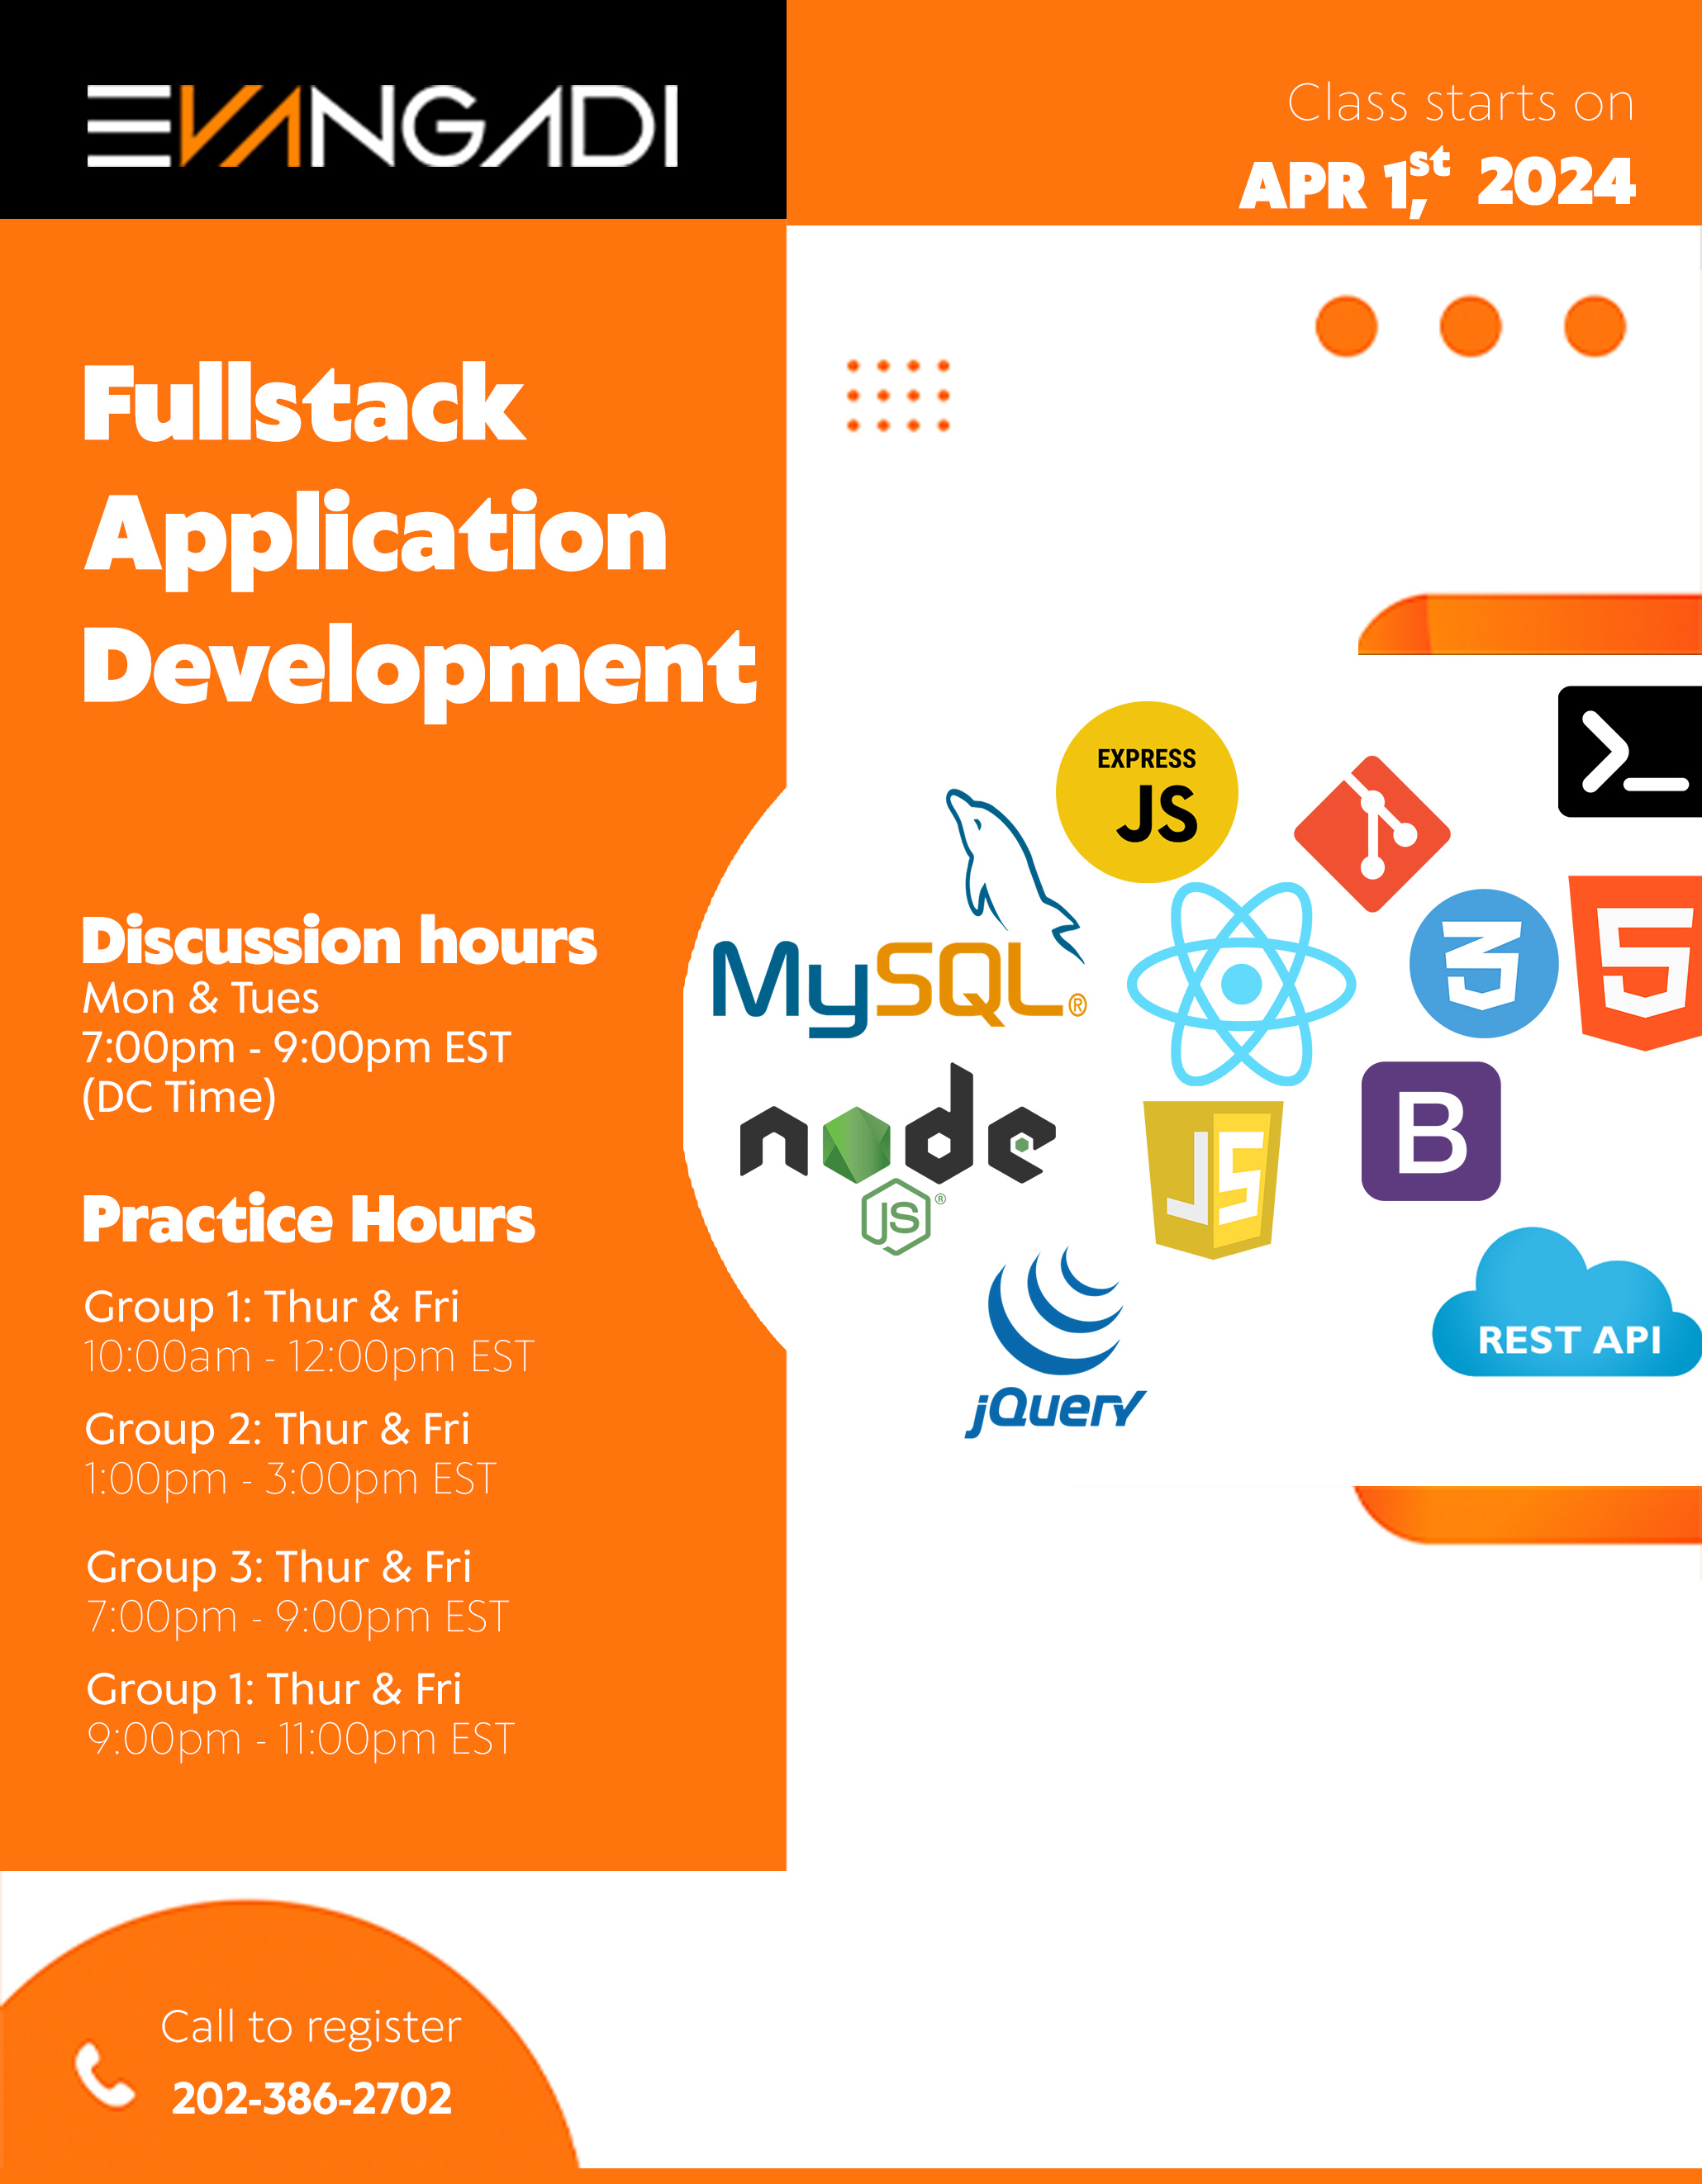 EVANGADI
Class starts on
APR 1st, 2024
Fullstack
Application
Development
Discussion hours
Mon & Tues
7:00pm - 9:00pm EST
(DC Time)
Practice Hours
Group 1: Thur & Fri
10:00am - 12:00pm EST
Group 2: Thur & Fri
1:00pm - 3:00pm EST
Group 3: Thur & Fri
7:00pm - 9:00pm EST
Group 1: Thur & Fri
9:00pm - 11:00pm EST
EXPRESS
JS
MySQL®
3
5
node
JS®
JS
B
jQuery
REST API
Call to register
202-386-2702